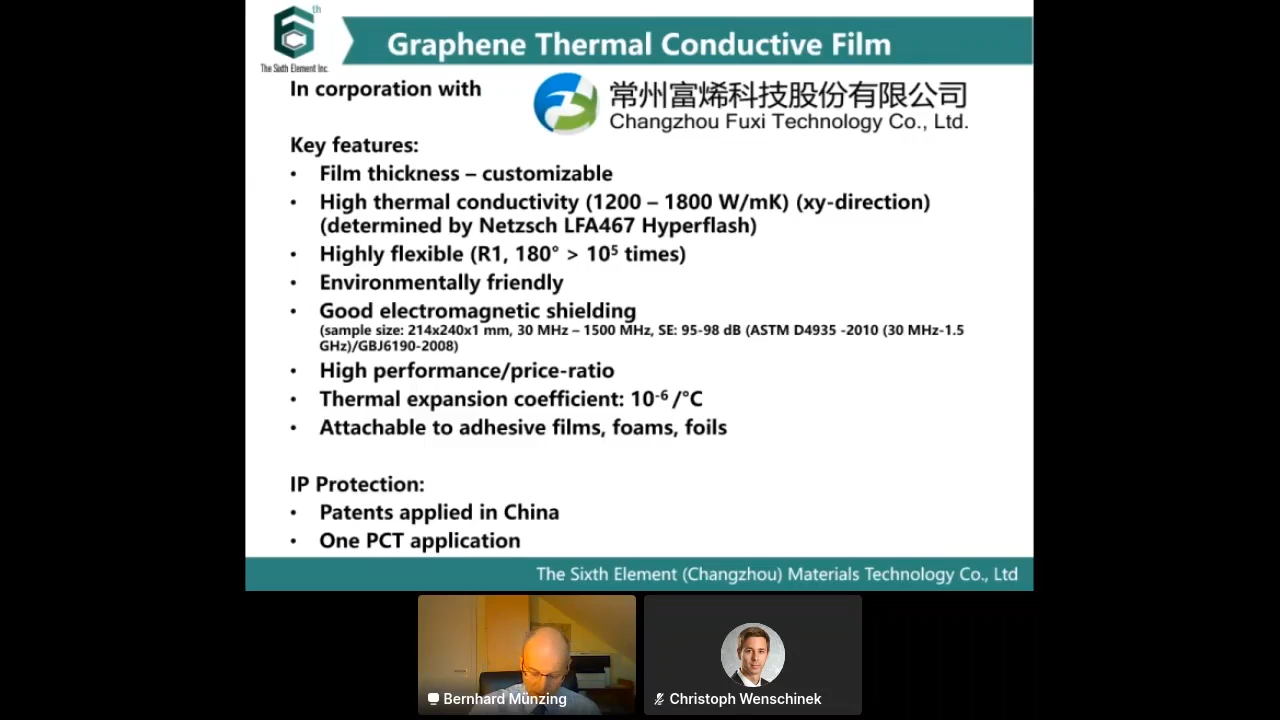 th
The Sixth Element Inc.
Graphene Thermal Conductive Film
In corporation with
常州富烯科技股份有限公司
Changzhou Fuxi Technology Co., Ltd.
Key features:
• Film thickness – customizable
• High thermal conductivity (1200 – 1800 W/mK) (xy-direction)
(determined by Netzsch LFA467 Hyperflash)
• Highly flexible (R1, 180° > 10⁵ times)
• Environmentally friendly
• Good electromagnetic shielding
(sample size: 214x240x1 mm, 30 MHz – 1500 MHz, SE: 95-98 dB (ASTM D4935 -2010 (30 MHz-1.5
GHz)/GBJ6190-2008)
• High performance/price-ratio
• Thermal expansion coefficient: 10⁻⁶ /°C
• Attachable to adhesive films, foams, foils
IP Protection:
• Patents applied in China
• One PCT application
The Sixth Element (Changzhou) Materials Technology Co., Ltd
Bernhard Münzing
Christoph Wenschinek